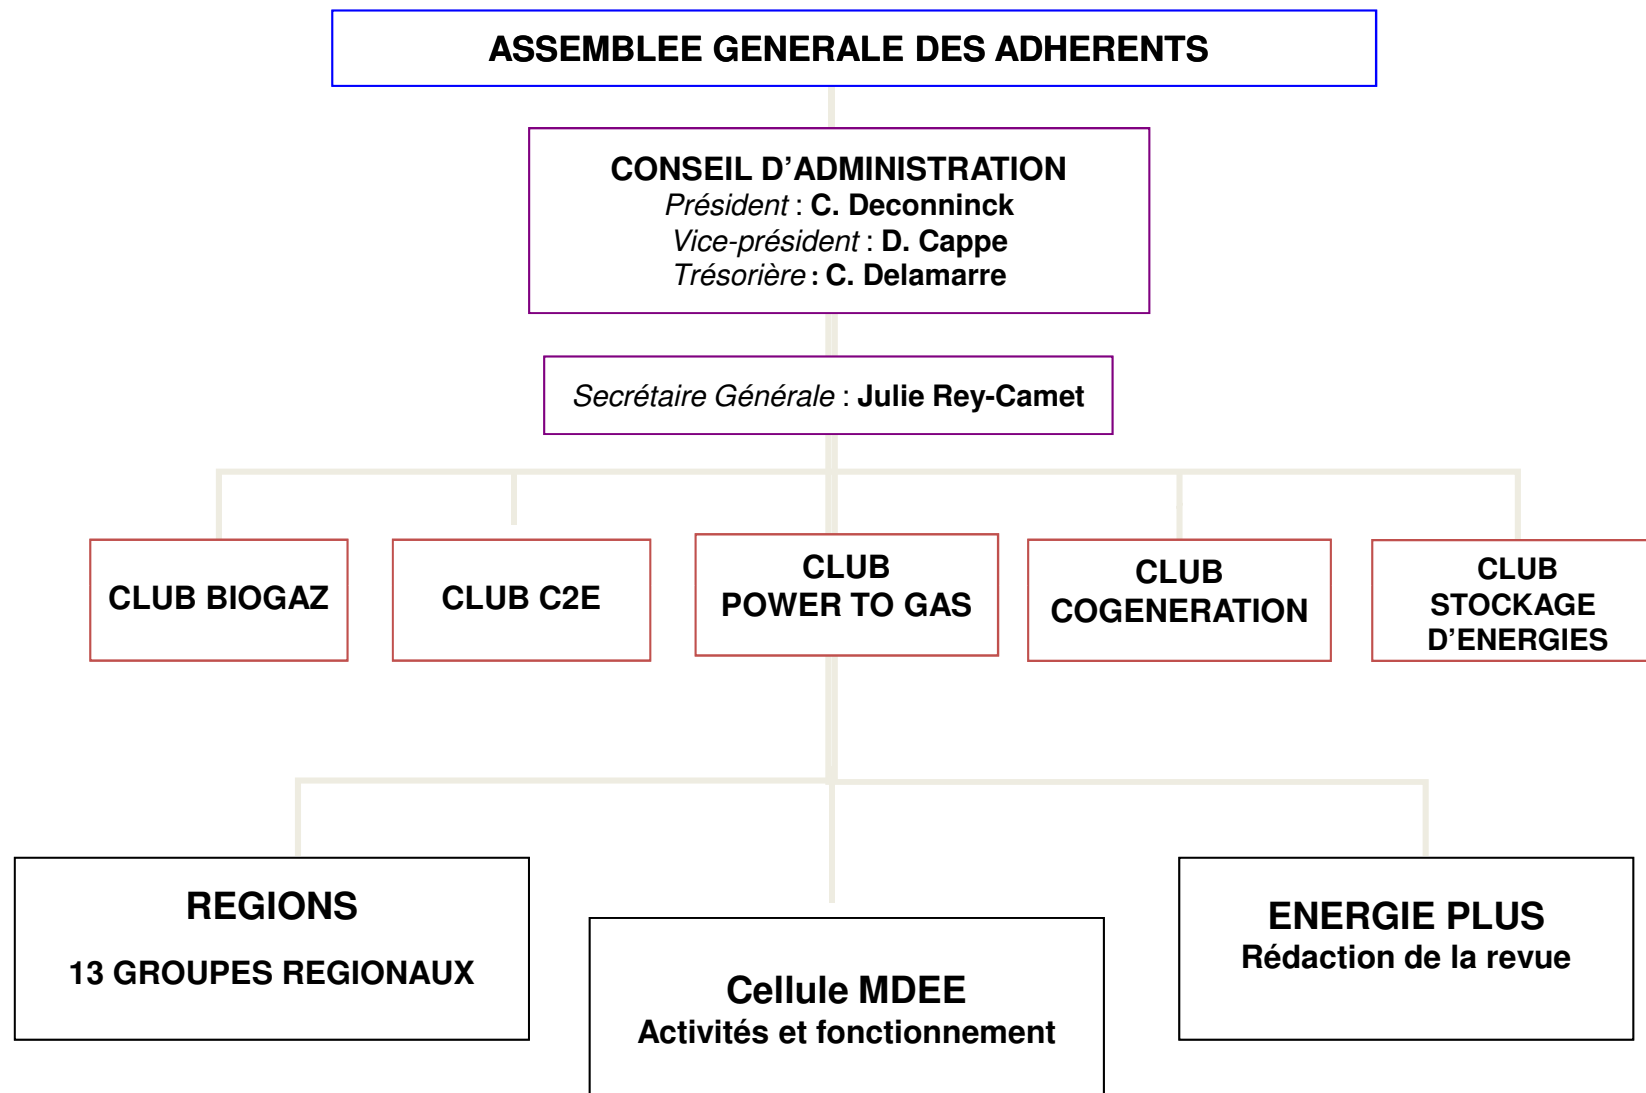 ASSEMBLEE GENERALE DES ADHERENTS
CONSEIL D’ADMINISTRATION
Président : C. Deconninck
Vice-président : D. Cappe
Trésorière : C. Delamarre
Secrétaire Générale : Julie Rey-Camet
CLUB BIOGAZ
CLUB C2E
CLUB
POWER TO GAS
CLUB
COGENERATION
CLUB
STOCKAGE
D’ENERGIES
REGIONS
13 GROUPES REGIONAUX
Cellule MDEE
Activités et fonctionnement
ENERGIE PLUS
Rédaction de la revue